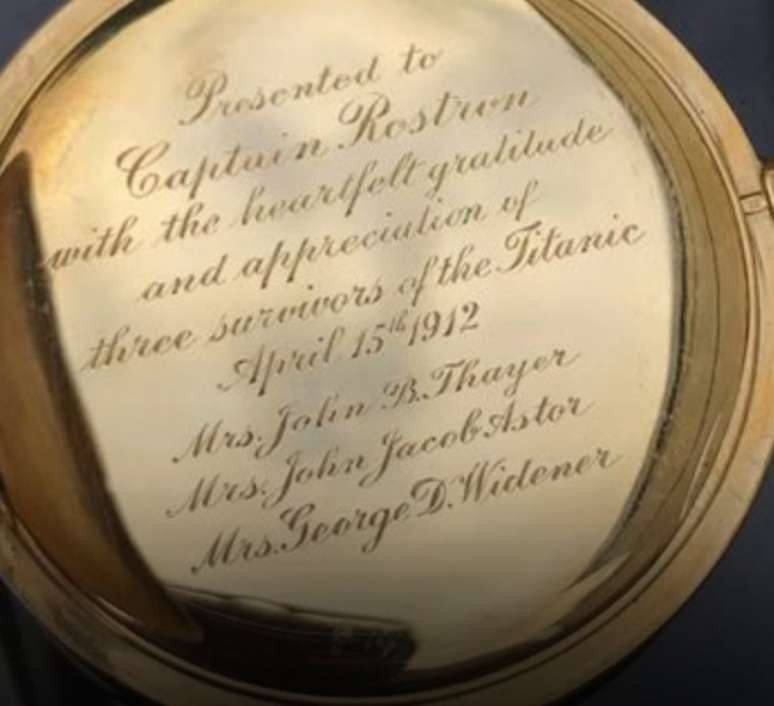 Presented to
Captain Rostron
with the heartfelt gratitude
and appreciation of
three survivors of the Titanic
April 15th 1912
Mrs. John B. Thayer
Mrs. John Jacob Astor
Mrs. George D. Widener